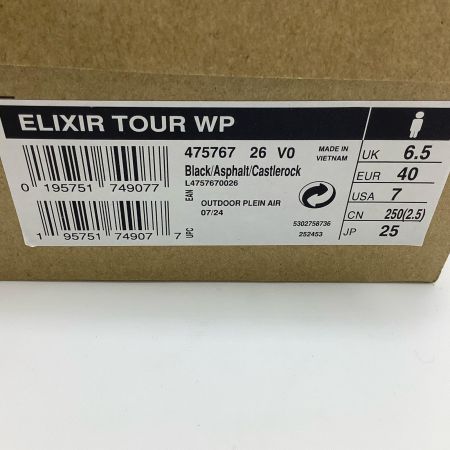 ELIXIR TOUR WP
475767 26 V0
MADE IN
VIETNAM
Black/Asphalt/Castlerock
L4757670026
EAN
0 195751 749077
OUTDOOR PLEIN AIR
07/24
1 95751 74907 7
UPC
5302758736
252453
UK 6.5
EUR 40
USA 7
CN 250(2.5)
JP 25